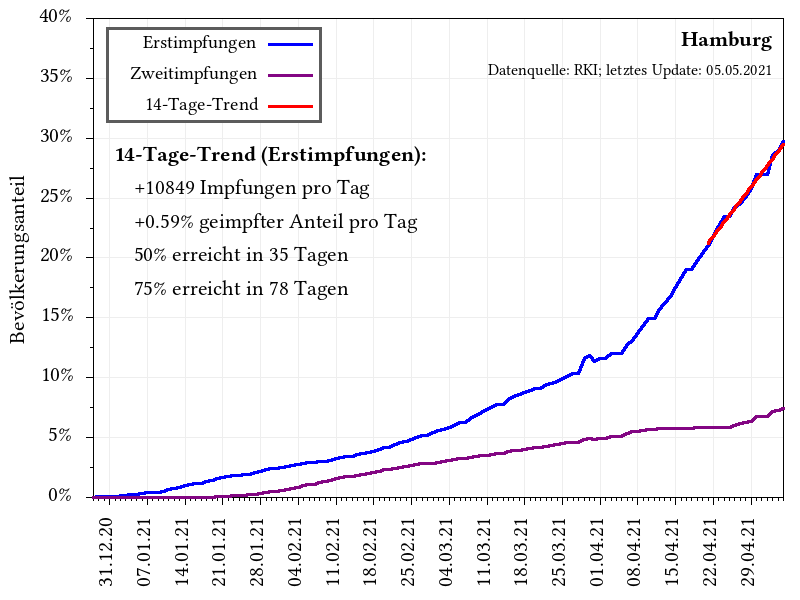 Hamburg
Datenquelle: RKI; letztes Update: 05.05.2021
Erstimpfungen
Zweitimpfungen
14-Tage-Trend
14-Tage-Trend (Erstimpfungen):
+10849 Impfungen pro Tag
+0.59% geimpfter Anteil pro Tag
50% erreicht in 35 Tagen
75% erreicht in 78 Tagen
Bevölkerungsanteil
40%
35%
30%
25%
20%
15%
10%
5%
0%
31.12.20
07.01.21
14.01.21
21.01.21
28.01.21
04.02.21
11.02.21
18.02.21
25.02.21
04.03.21
11.03.21
18.03.21
25.03.21
01.04.21
08.04.21
15.04.21
22.04.21
29.04.21